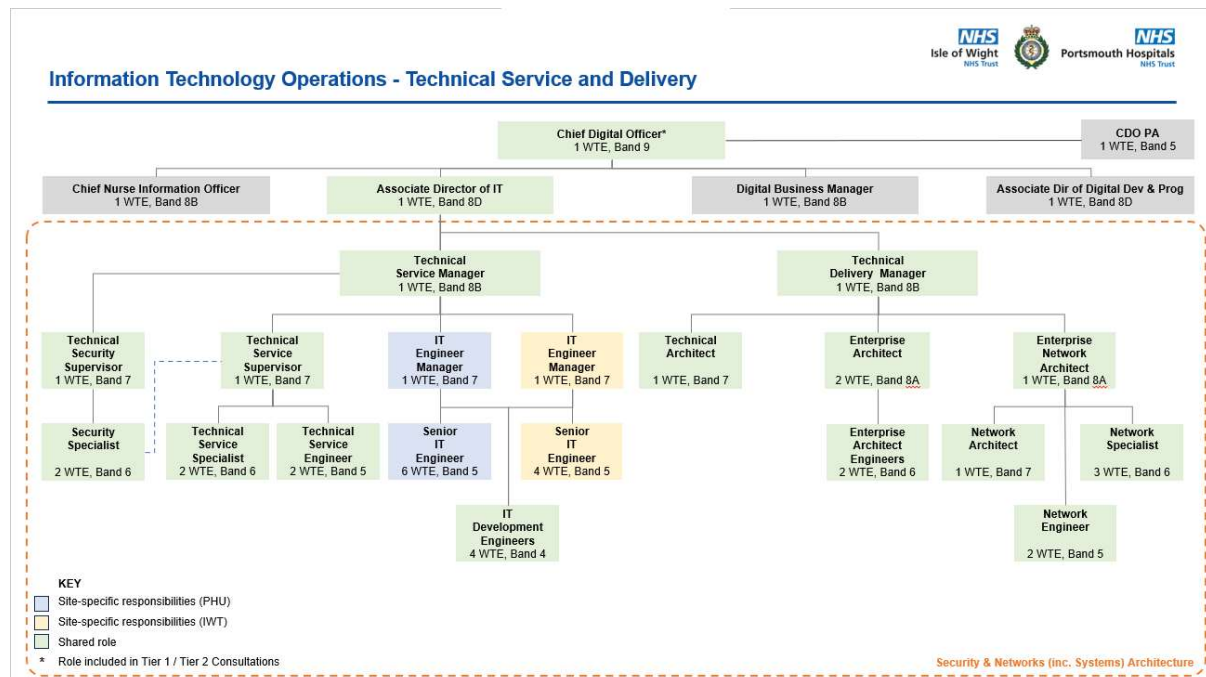 NHS
Isle of Wight
NHS Trust
NHS
Portsmouth Hospitals
NHS Trust
Information Technology Operations - Technical Service and Delivery
Chief Digital Officer*
1 WTE, Band 9
CDO PA
1 WTE, Band 5
Chief Nurse Information Officer
1 WTE, Band 8B
Associate Director of IT
1 WTE, Band 8D
Digital Business Manager
1 WTE, Band 8B
Associate Dir of Digital Dev & Prog
1 WTE, Band 8D
Technical
Service Manager
1 WTE, Band 8B
Technical
Delivery Manager
1 WTE, Band 8B
Technical
Security
Supervisor
1 WTE, Band 7
Technical
Service
Supervisor
1 WTE, Band 7
IT
Engineer
Manager
1 WTE, Band 7
IT
Engineer
Manager
1 WTE, Band 7
Technical
Architect
1 WTE, Band 7
Enterprise
Architect
2 WTE, Band 8A
Enterprise
Network
Architect
1 WTE, Band 8A
Security
Specialist
2 WTE, Band 6
Technical
Service
Specialist
2 WTE, Band 6
Technical
Service
Engineer
2 WTE, Band 5
Senior
IT
Engineer
6 WTE, Band 5
Senior
IT
Engineer
4 WTE, Band 5
Enterprise
Architect
Engineers
2 WTE, Band 6
Network
Architect
1 WTE, Band 7
Network
Specialist
3 WTE, Band 6
IT
Development
Engineers
4 WTE, Band 4
Network
Engineer
2 WTE, Band 5
KEY
Site-specific responsibilities (PHU)
Site-specific responsibilities (IWT)
Shared role
* Role included in Tier 1 / Tier 2 Consultations
Security & Networks (inc. Systems) Architecture